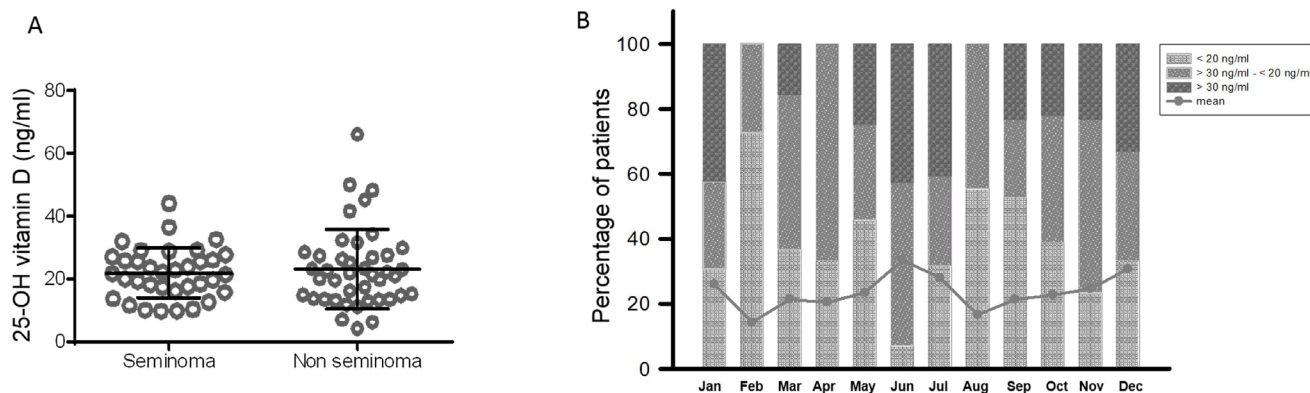 A
25-OH vitamin D (ng/ml)
80
60
40
20
0
Seminoma Non seminoma
B
Percentage of patients
100
80
60
40
20
0
Jan Feb Mar Apr May Jun Jul Aug Sep Oct Nov Dec
< 20 ng/ml
> 30 ng/ml - < 20 ng/ml
> 30 ng/ml
mean